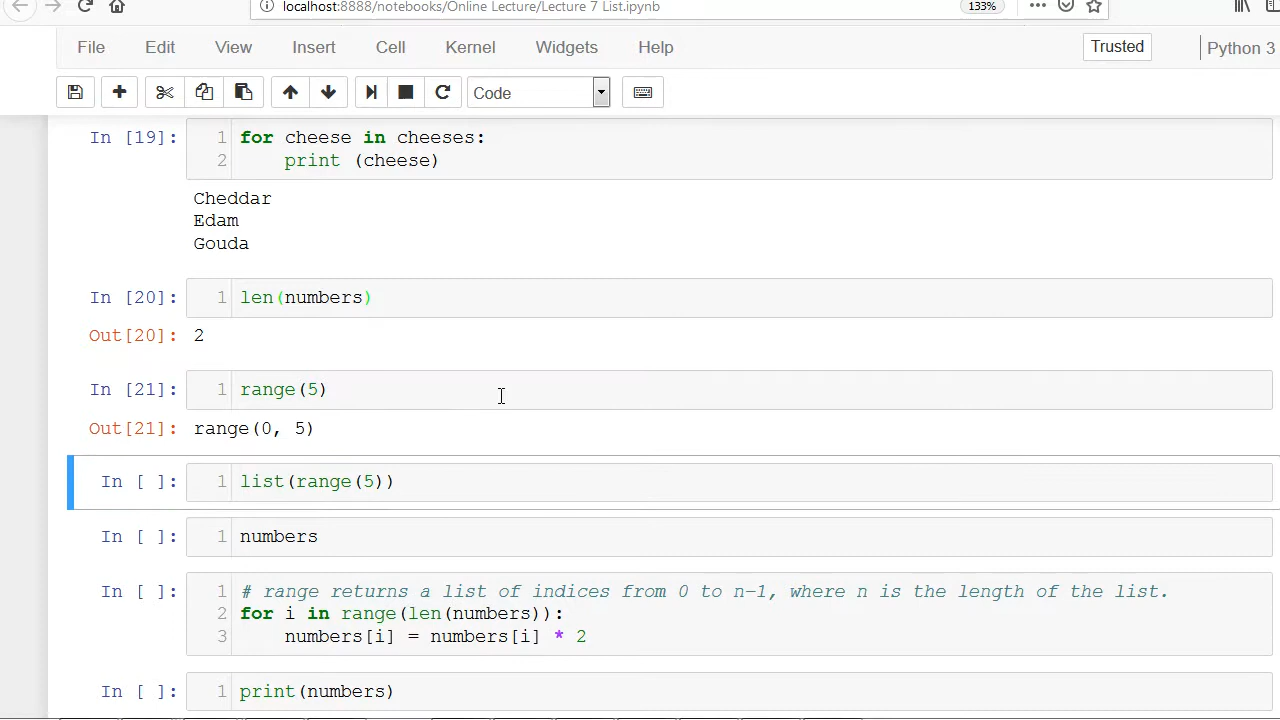 localhost:8888/notebooks/Online Lecture/Lecture 7 List.ipynb 133%
File Edit View Insert Cell Kernel Widgets Help Trusted Python 3
Code
In [19]: 1 for cheese in cheeses:
2 print (cheese)
Cheddar
Edam
Gouda
In [20]: 1 len(numbers)
Out[20]: 2
In [21]: 1 range(5)
Out[21]: range(0, 5)
In [ ]: 1 list(range(5))
In [ ]: 1 numbers
In [ ]: 1 # range returns a list of indices from 0 to n-1, where n is the length of the list.
2 for i in range(len(numbers)):
3 numbers[i] = numbers[i] * 2
In [ ]: 1 print(numbers)